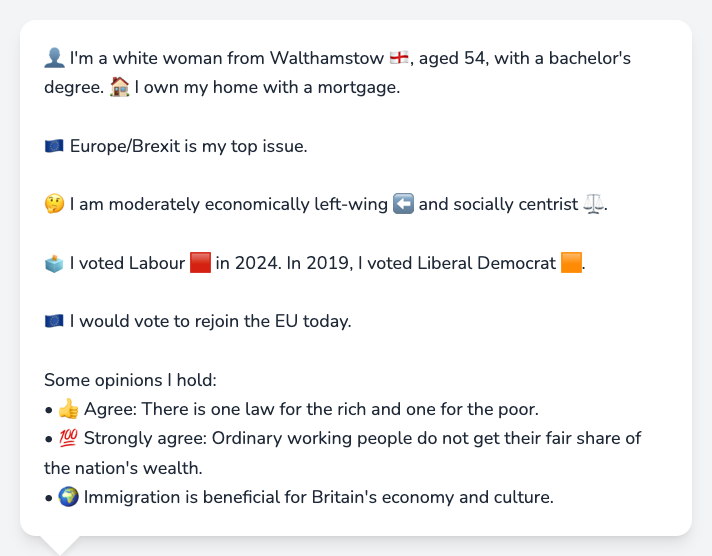 👤 I'm a white woman from Walthamstow 🏴󠁧󠁢󠁥󠁮󠁧󠁿, aged 54, with a bachelor's
degree. 🏠 I own my home with a mortgage.
🇪🇺 Europe/Brexit is my top issue.
🤔 I am moderately economically left-wing ⬅️ and socially centrist ⚖️.
🗳️ I voted Labour 🟥 in 2024. In 2019, I voted Liberal Democrat 🟧.
🇪🇺 I would vote to rejoin the EU today.
Some opinions I hold:
• 👍 Agree: There is one law for the rich and one for the poor.
• 💯 Strongly agree: Ordinary working people do not get their fair share of
the nation's wealth.
• 🌍 Immigration is beneficial for Britain's economy and culture.